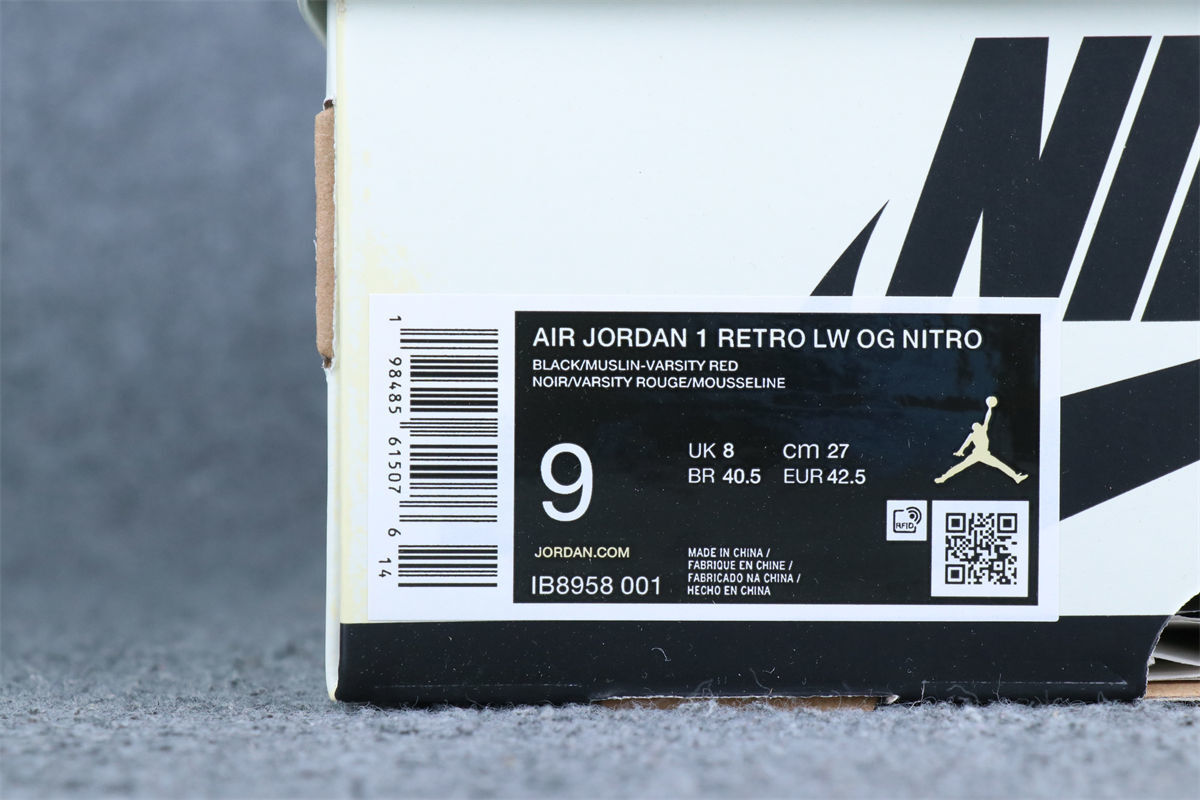 NI
AIR JORDAN 1 RETRO LW OG NITRO
BLACK/MUSLIN-VARSITY RED
NOIR/VARSITY ROUGE/MOUSSELINE
9
UK 8 cm 27
BR 40.5 EUR 42.5
RFID
JORDAN.COM
IB8958 001
MADE IN CHINA /
FABRIQUE EN CHINE /
FABRICADO NA CHINA /
HECHO EN CHINA
1 98485 61507 6 14